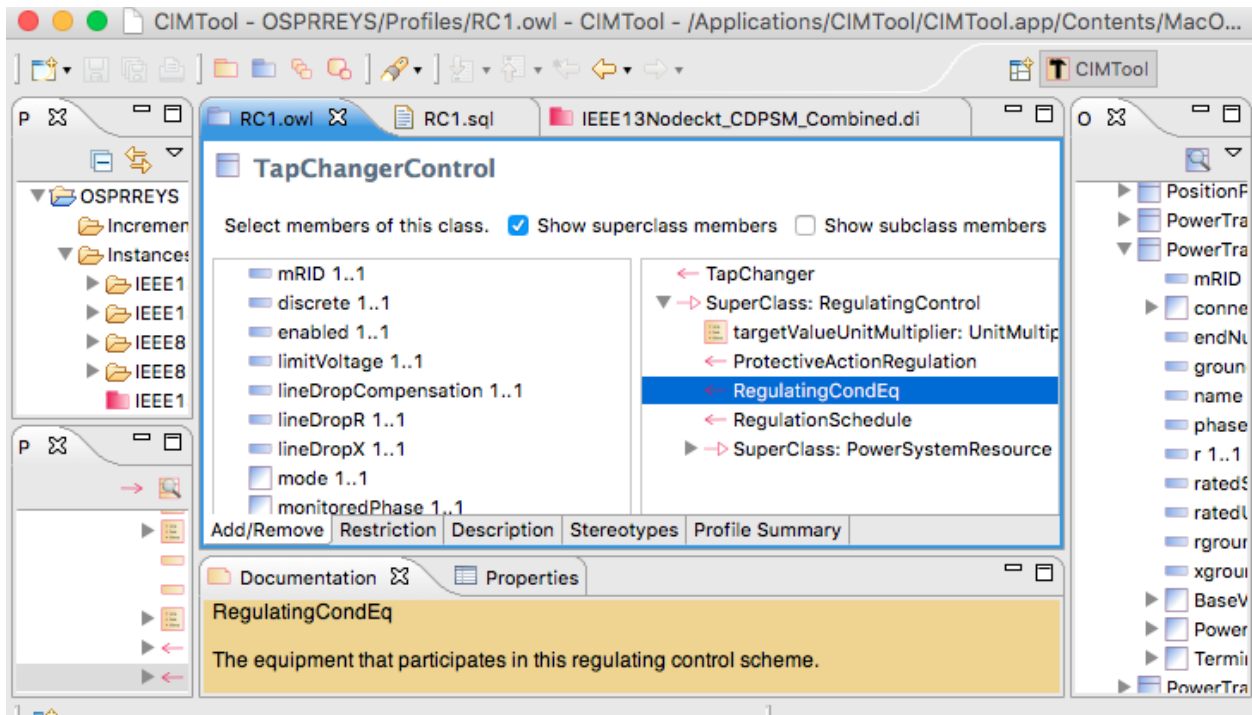 CIMTool - OSPRREYS/Profiles/RC1.owl - CIMTool - /Applications/CIMTool/CIMTool.app/Contents/MacO...
CIMTool
P
RC1.owl
RC1.sql
IEEE13Nodeckt_CDPSM_Combined.di
O
TapChangerControl
Select members of this class.
Show superclass members
Show subclass members
OSPRREYS
Incremen
Instances
IEEE1
IEEE1
IEEE8
IEEE8
IEEE1
mRID 1..1
discrete 1..1
enabled 1..1
limitVoltage 1..1
lineDropCompensation 1..1
lineDropR 1..1
lineDropX 1..1
mode 1..1
monitoredPhase 1..1
TapChanger
SuperClass: RegulatingControl
targetValueUnitMultiplier: UnitMultip
ProtectiveActionRegulation
RegulatingCondEq
RegulationSchedule
SuperClass: PowerSystemResource
Add/Remove
Restriction
Description
Stereotypes
Profile Summary
P
Documentation
Properties
RegulatingCondEq
The equipment that participates in this regulating control scheme.
PositionP
PowerTra
PowerTra
mRID
conne
endNu
groun
name
phase
r 1..1
ratedS
ratedU
rgroun
xgroun
BaseV
Power
Termin
PowerTra